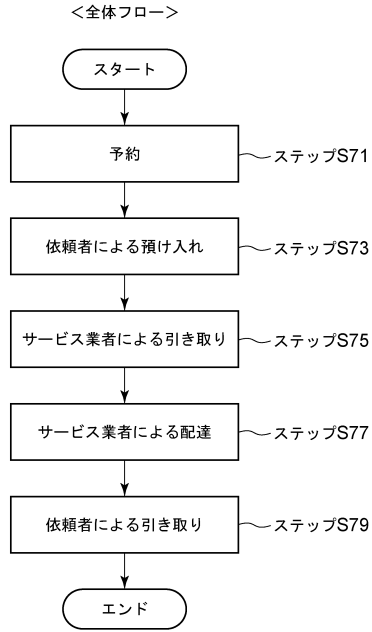 ＜全体フロー＞
スタート
予約
ステップS71
依頼者による預け入れ
ステップS73
サービス業者による引き取り
ステップS75
サービス業者による配達
ステップS77
依頼者による引き取り
ステップS79
エンド